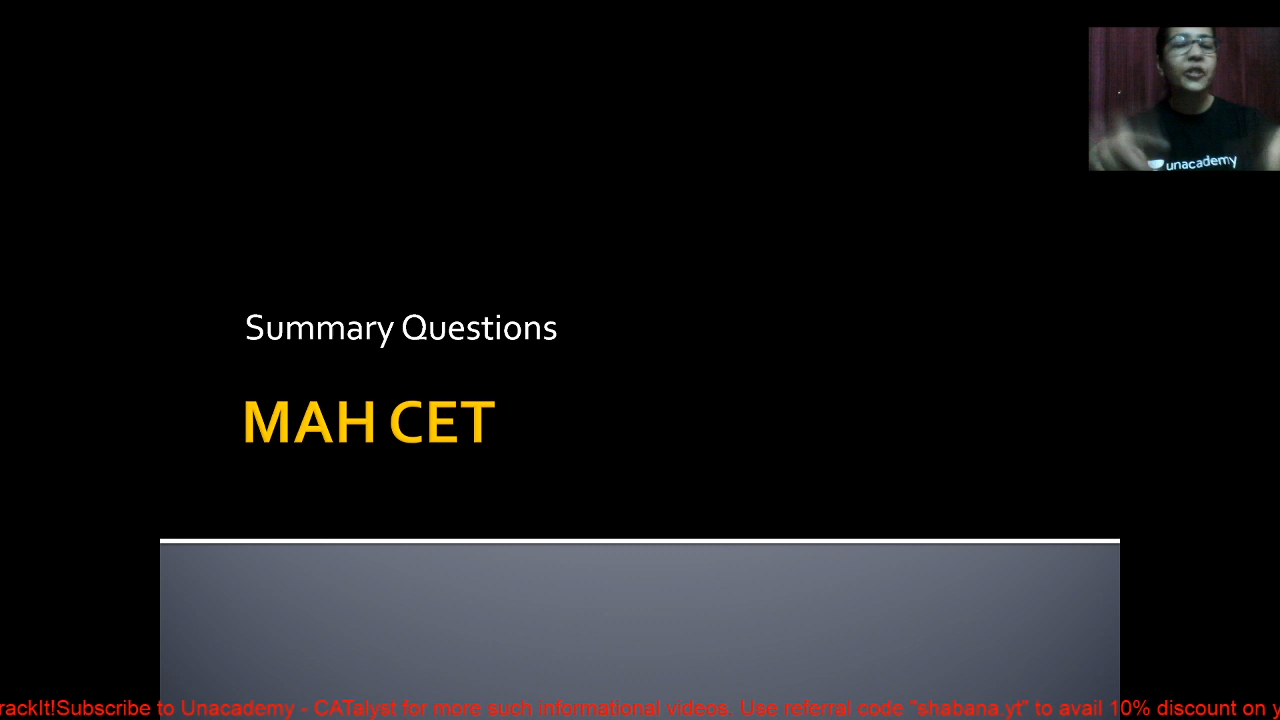 unacademy
Summary Questions
MAH CET
rackIt!Subscribe to Unacademy - CATalyst for more such informational videos. Use referral code "shabana.yt" to avail 10% discount on y